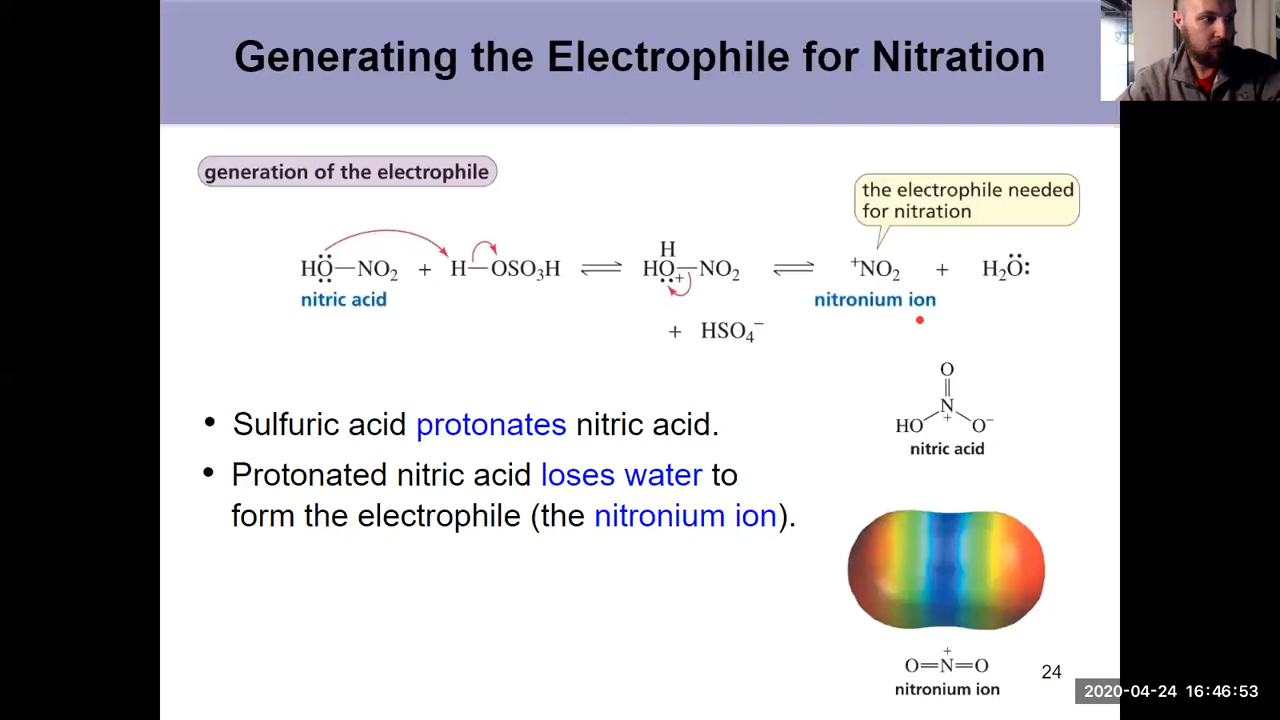 Generating the Electrophile for Nitration
generation of the electrophile
the electrophile needed
for nitration
HÖ—NO₂ + H—OSO₃H ⇌ HO⁺—NO₂ ⇌ ⁺NO₂ + H₂Ö:
H
nitric acid
nitronium ion
+ HSO₄⁻
O
N
+
HO O⁻
nitric acid
• Sulfuric acid protonates nitric acid.
• Protonated nitric acid loses water to
form the electrophile (the nitronium ion).
+
O=N=O
nitronium ion
24
2020-04-24 16:46:53